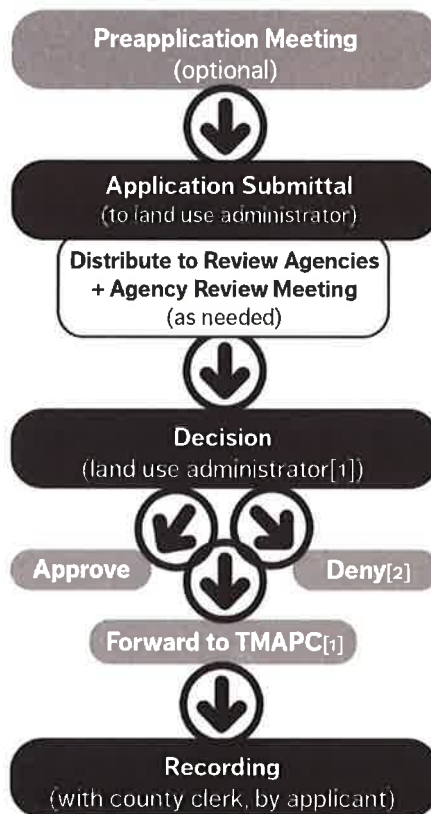 Preapplication Meeting
(optional)
Application Submittal
(to land use administrator)
Distribute to Review Agencies
+ Agency Review Meeting
(as needed)
Decision
(land use administrator[1])
Approve
Deny[2]
Forward to TMAPC[1]
Recording
(with county clerk, by applicant)